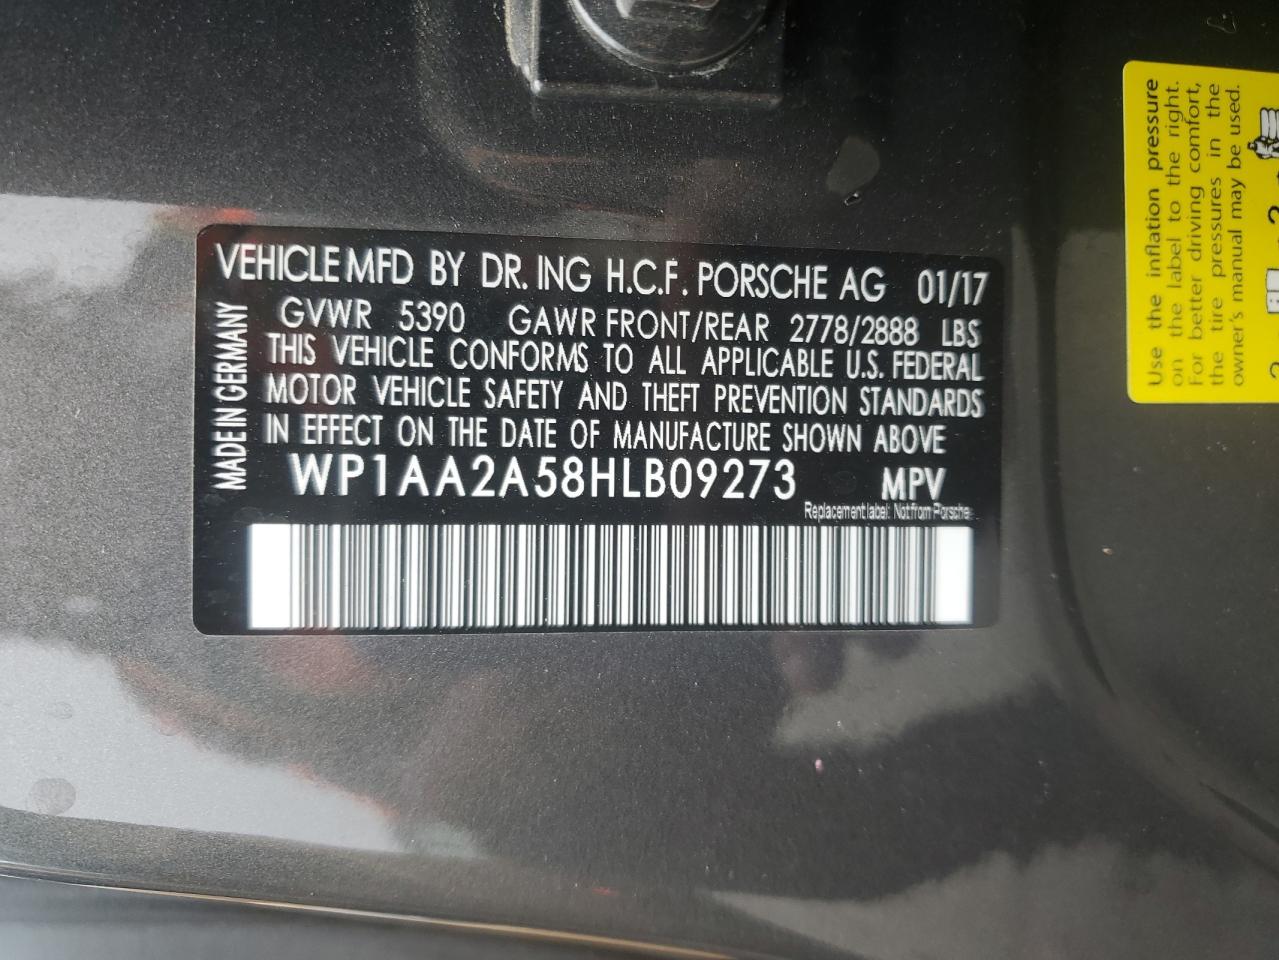 VEHICLE MFD BY DR. ING H.C.F. PORSCHE AG 01/17
GVWR 5390 GAWR FRONT/REAR 2778/2888 LBS
THIS VEHICLE CONFORMS TO ALL APPLICABLE U.S. FEDERAL
MOTOR VEHICLE SAFETY AND THEFT PREVENTION STANDARDS
IN EFFECT ON THE DATE OF MANUFACTURE SHOWN ABOVE
WP1AA2A58HLB09273 MPV
Replacement label: Not from Porsche
MADE IN GERMANY
Use the inflation pressure
on the label to the right.
For better driving comfort,
the tire pressures in the
owner's manual may be used.